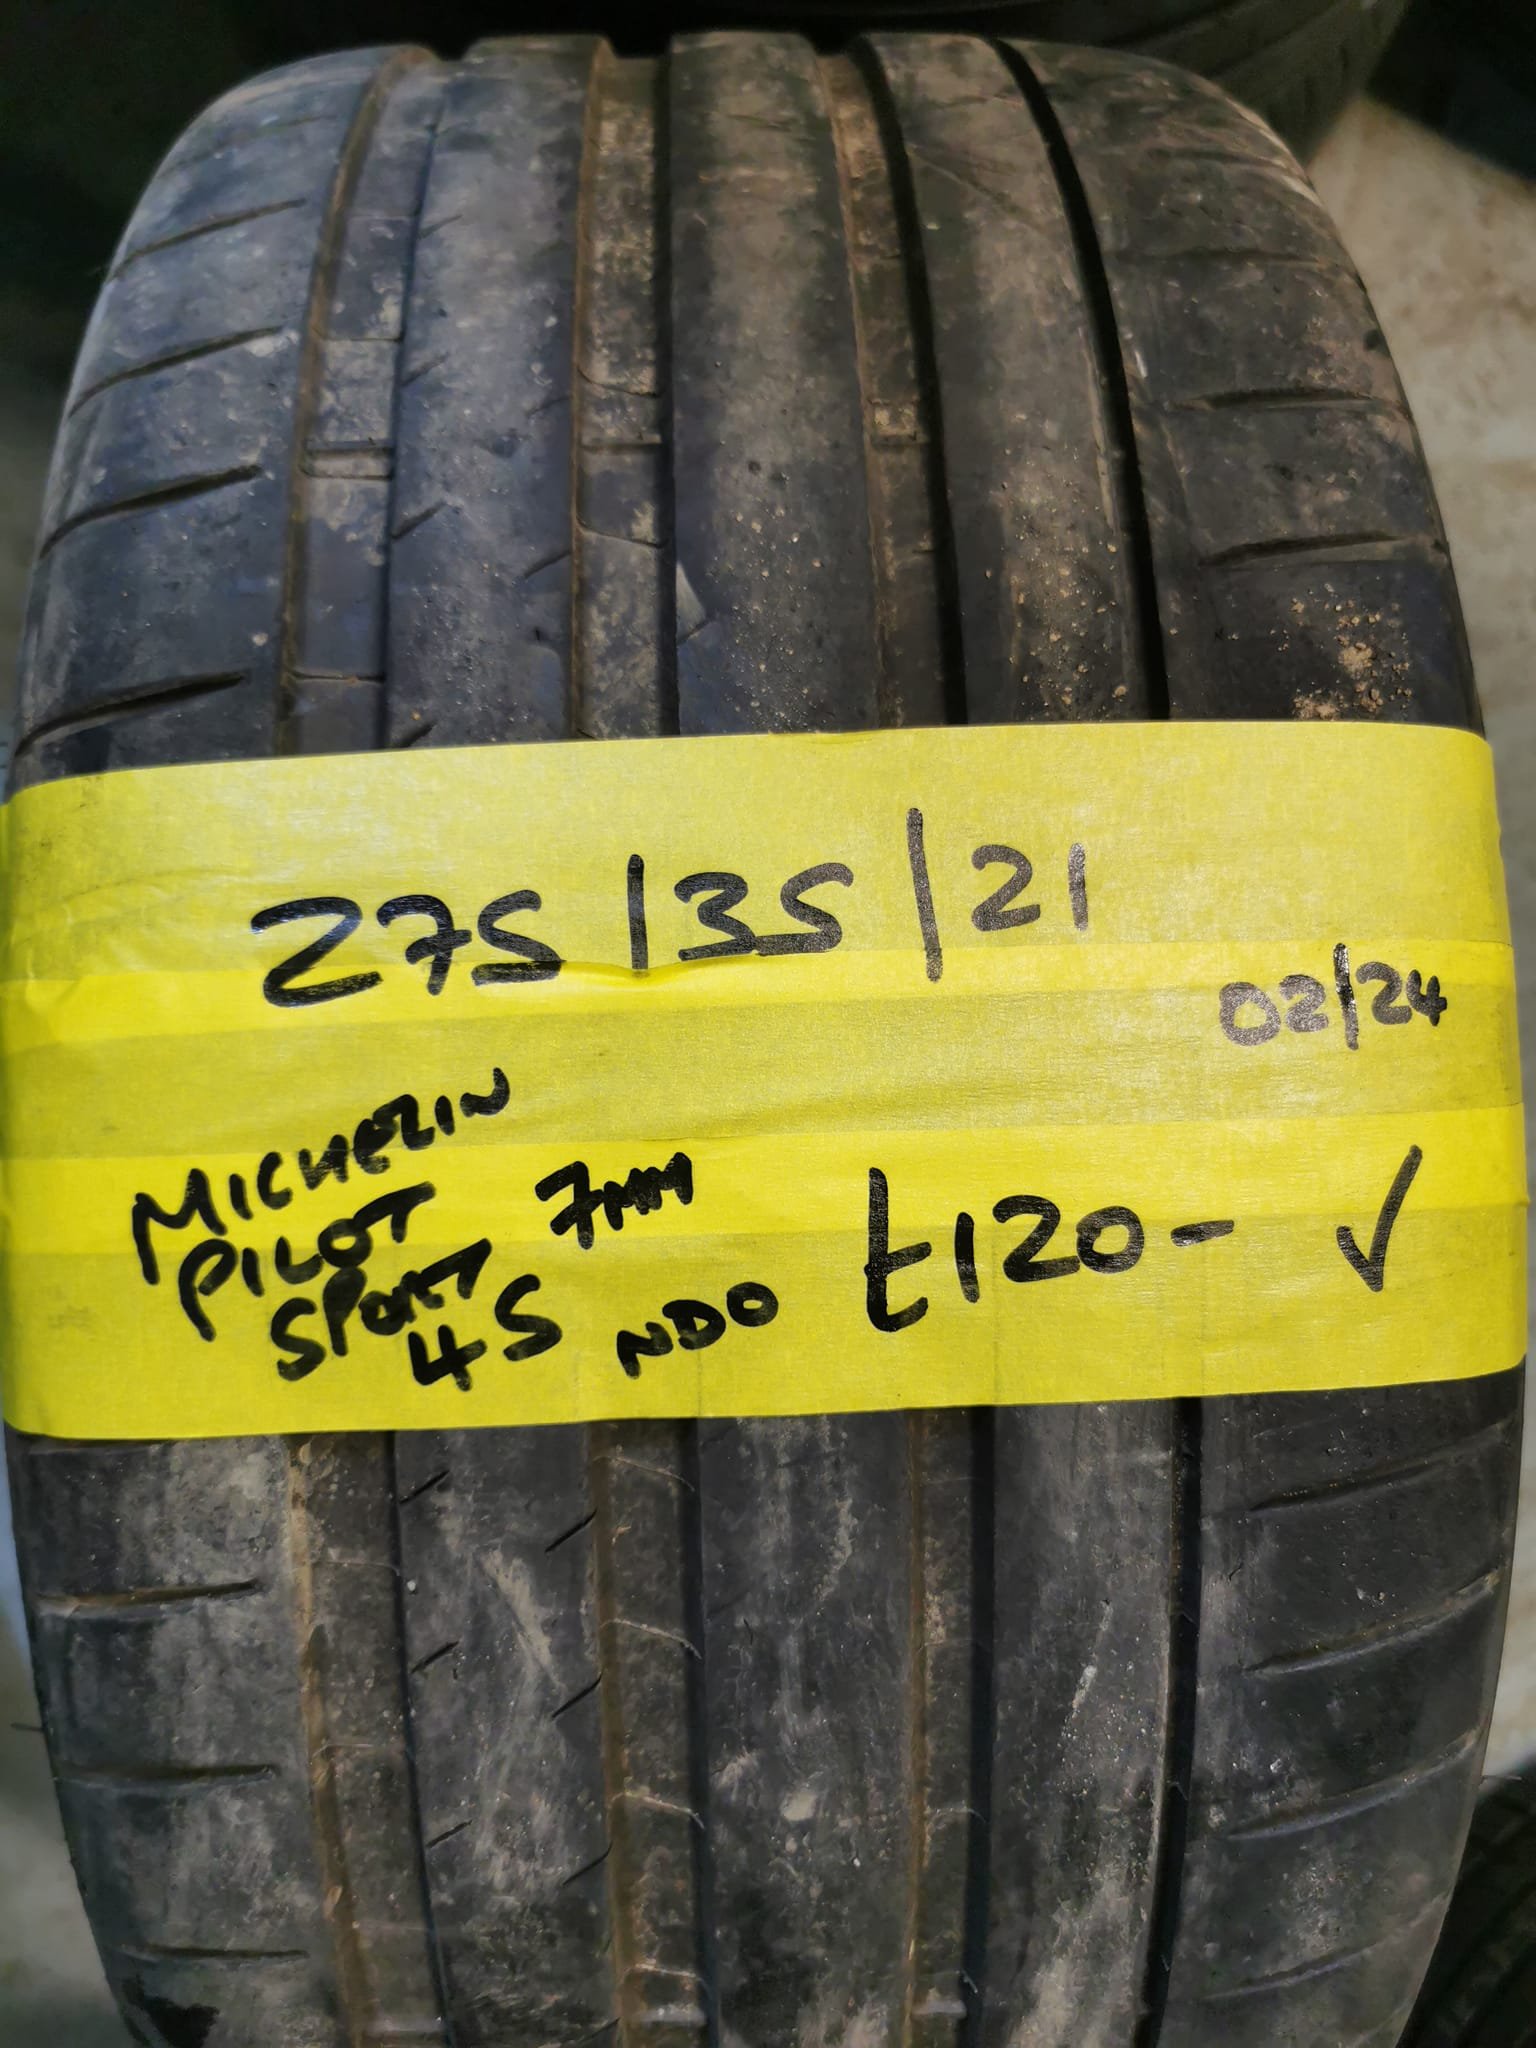 275/35/21
02/24
MICHELIN
PILOT
SPORT 7MM
4S NDO £120- ✓